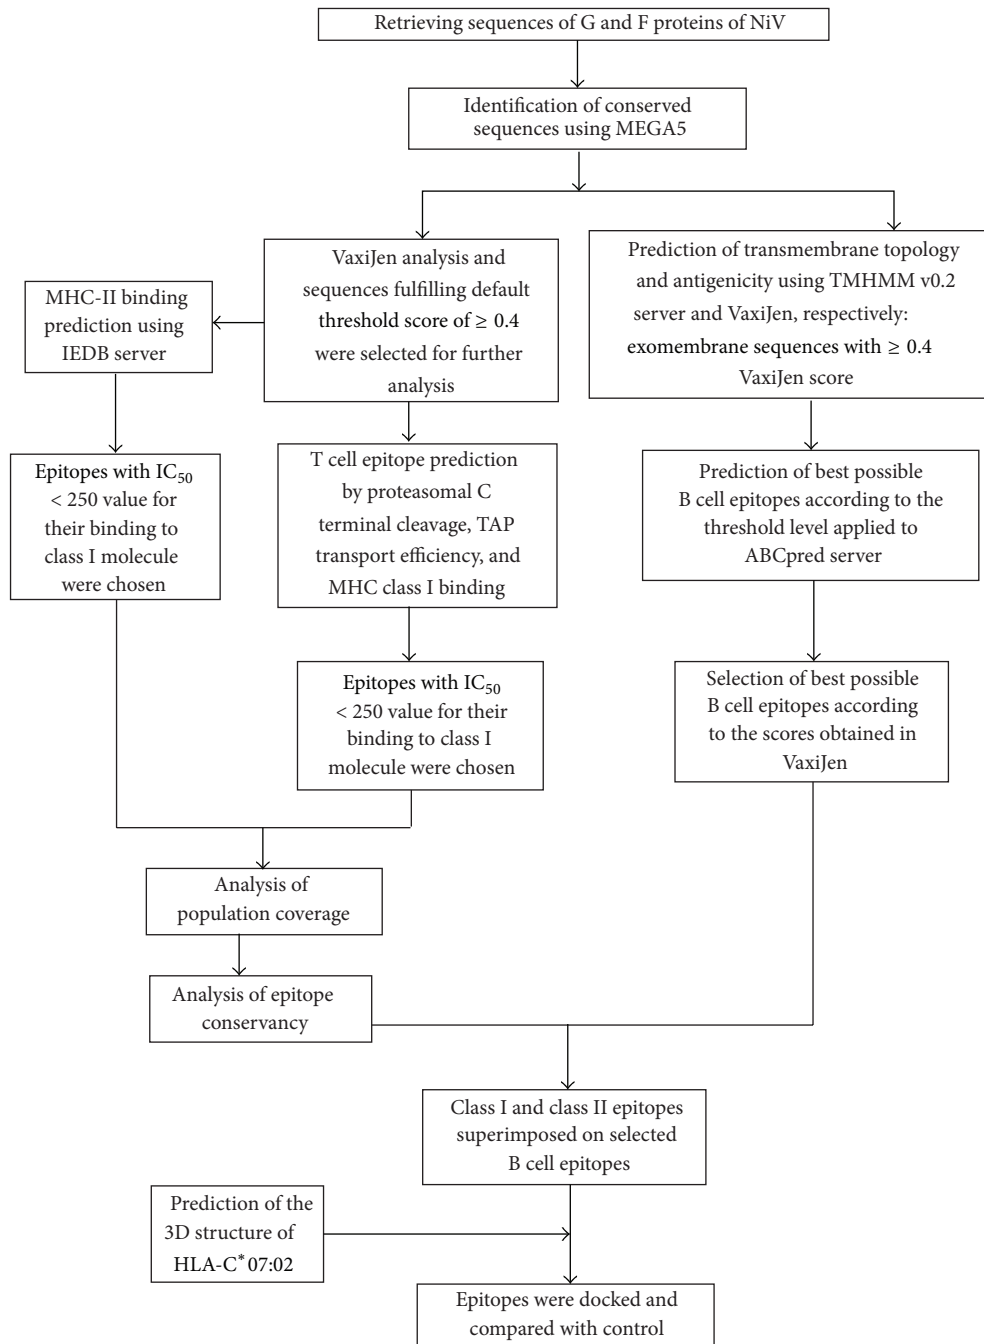 Retrieving sequences of G and F proteins of NiV
Identification of conserved
sequences using MEGA5
VaxiJen analysis and
sequences fulfilling default
threshold score of ≥ 0.4
were selected for further
analysis
Prediction of transmembrane topology
and antigenicity using TMHMM v0.2
server and VaxiJen, respectively:
exomembrane sequences with ≥ 0.4
VaxiJen score
MHC-II binding
prediction using
IEDB server
Epitopes with IC₅₀
< 250 value for
their binding to
class I molecule
were chosen
T cell epitope prediction
by proteasomal C
terminal cleavage, TAP
transport efficiency, and
MHC class I binding
Prediction of best possible
B cell epitopes according to the
threshold level applied to
ABCpred server
Epitopes with IC₅₀
< 250 value for their
binding to class I
molecule were chosen
Selection of best possible
B cell epitopes according
to the scores obtained in
VaxiJen
Analysis of
population coverage
Analysis of epitope
conservancy
Class I and class II epitopes
superimposed on selected
B cell epitopes
Prediction of the
3D structure of
HLA-C* 07:02
Epitopes were docked and
compared with control